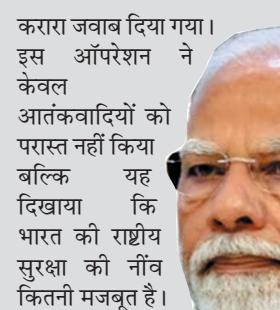 करारा जवाब दिया गया।
इस ऑपरेशन ने
केवल
आतंकवादियों को
परास्त नहीं किया
बल्कि यह
दिखाया कि
भारत की राष्ट्रीय
सुरक्षा की नींव
कितनी मजबूत है।